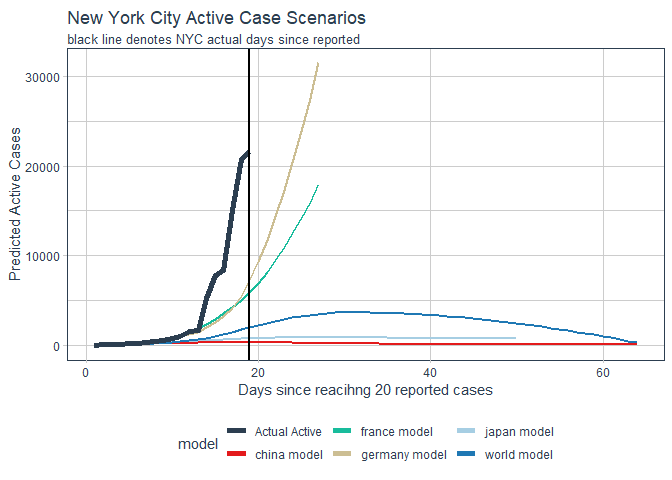 New York City Active Case Scenarios
black line denotes NYC actual days since reported
30000
20000
10000
0
Predicted Active Cases
0 20 40 60
Days since reacihng 20 reported cases
model
Actual Active france model japan model
china model germany model world model